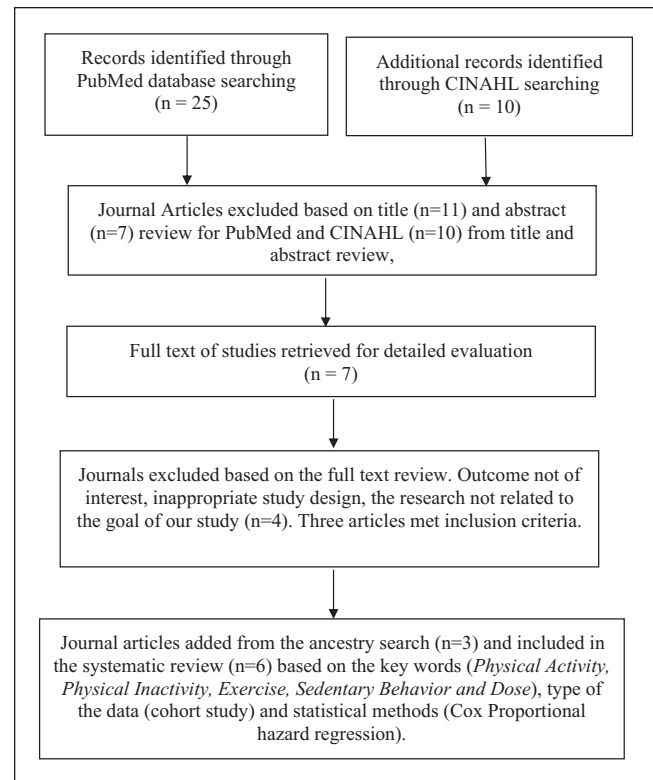 Records identified through
PubMed database searching
(n = 25)
Additional records identified
through CINAHL searching
(n = 10)
Journal Articles excluded based on title (n=11) and abstract
(n=7) review for PubMed and CINAHL (n=10) from title and
abstract review,
Full text of studies retrieved for detailed evaluation
(n = 7)
Journals excluded based on the full text review. Outcome not of
interest, inappropriate study design, the research not related to
the goal of our study (n=4). Three articles met inclusion criteria.
Journal articles added from the ancestry search (n=3) and included in
the systematic review (n=6) based on the key words (Physical Activity,
Physical Inactivity, Exercise, Sedentary Behavior and Dose), type of
the data (cohort study) and statistical methods (Cox Proportional
hazard regression).